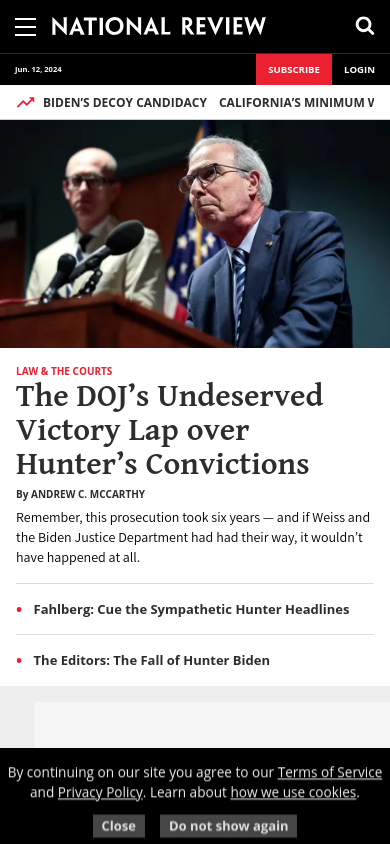 NATIONAL REVIEW
Jun. 12, 2024
SUBSCRIBE
LOGIN
BIDEN’S DECOY CANDIDACY
CALIFORNIA’S MINIMUM W
LAW & THE COURTS
The DOJ’s Undeserved
Victory Lap over
Hunter’s Convictions
By ANDREW C. MCCARTHY
Remember, this prosecution took six years — and if Weiss and
the Biden Justice Department had had their way, it wouldn’t
have happened at all.
• Fahlberg: Cue the Sympathetic Hunter Headlines
• The Editors: The Fall of Hunter Biden
By continuing on our site you agree to our Terms of Service
and Privacy Policy. Learn about how we use cookies.
Close
Do not show again